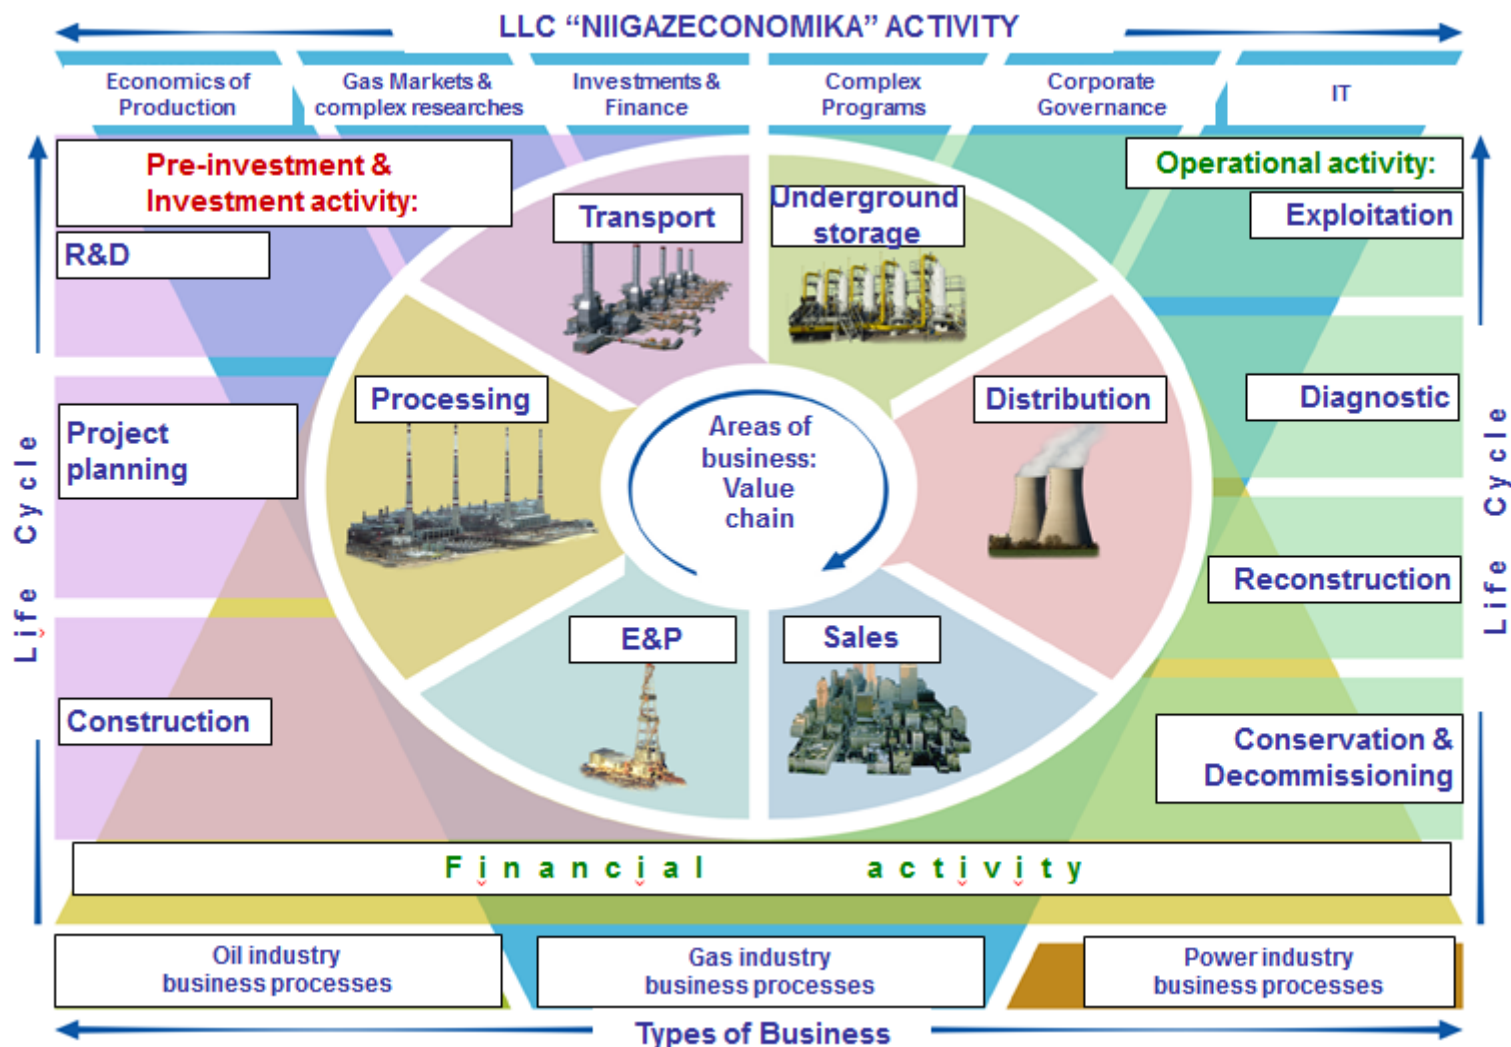 LLC “NIIGAZECONOMIKA” ACTIVITY
Economics of
Production
Gas Markets &
complex researches
Investments &
Finance
Complex
Programs
Corporate
Governance
IT
Pre-investment &
Investment activity:
R&D
Project
planning
Construction
Life Cycle
Transport
Underground
storage
Processing
Distribution
Areas of
business:
Value
chain
E&P
Sales
Operational activity:
Exploitation
Diagnostic
Reconstruction
Conservation &
Decommissioning
Life Cycle
Financial activity
Oil industry
business processes
Gas industry
business processes
Power industry
business processes
Types of Business